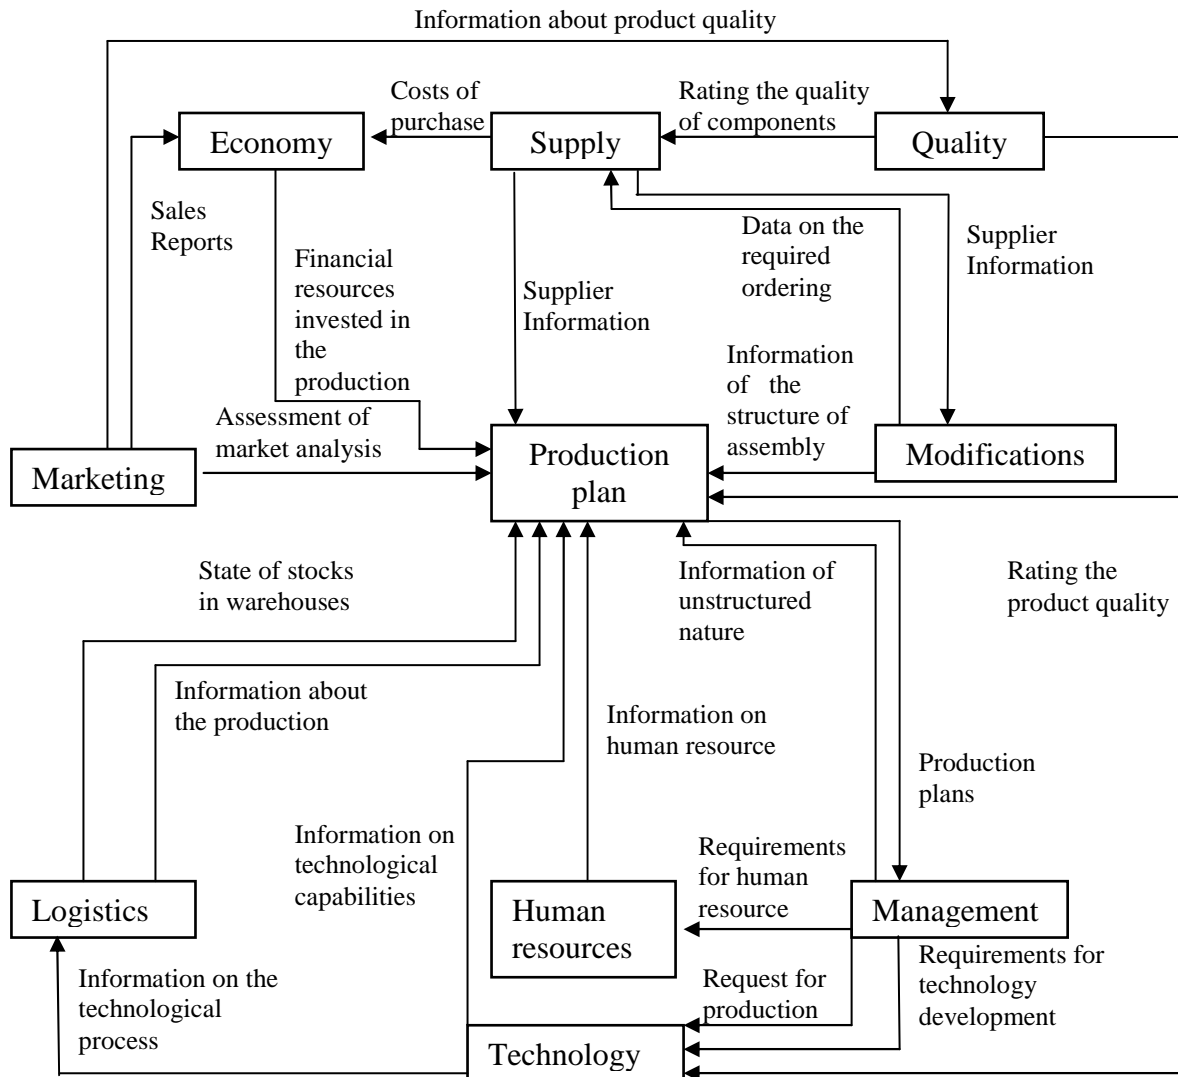 Information about product quality
Costs of
purchase
Rating the quality
of components
Economy
Supply
Quality
Sales
Reports
Data on the
required
ordering
Supplier
Information
Financial
resources
invested in
the
production
Supplier
Information
Information
of   the
structure of
assembly
Assessment of
market analysis
Marketing
Production
plan
Modifications
State of stocks
in warehouses
Information of
unstructured
nature
Rating the
product quality
Information about
the production
Information on
human resource
Production
plans
Information on
technological
capabilities
Requirements
for human
resource
Logistics
Human
resources
Management
Information on the
technological
process
Request for
production
Requirements for
technology
development
Technology